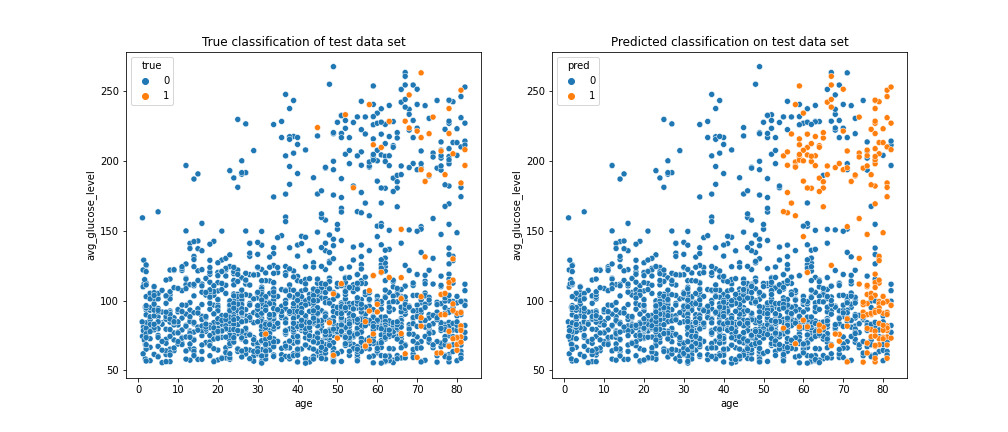 True classification of test data set
true
0
1
250
200
150
100
50
avg_glucose_level
0 10 20 30 40 50 60 70 80
age
Predicted classification on test data set
pred
0
1
250
200
150
100
50
avg_glucose_level
0 10 20 30 40 50 60 70 80
age